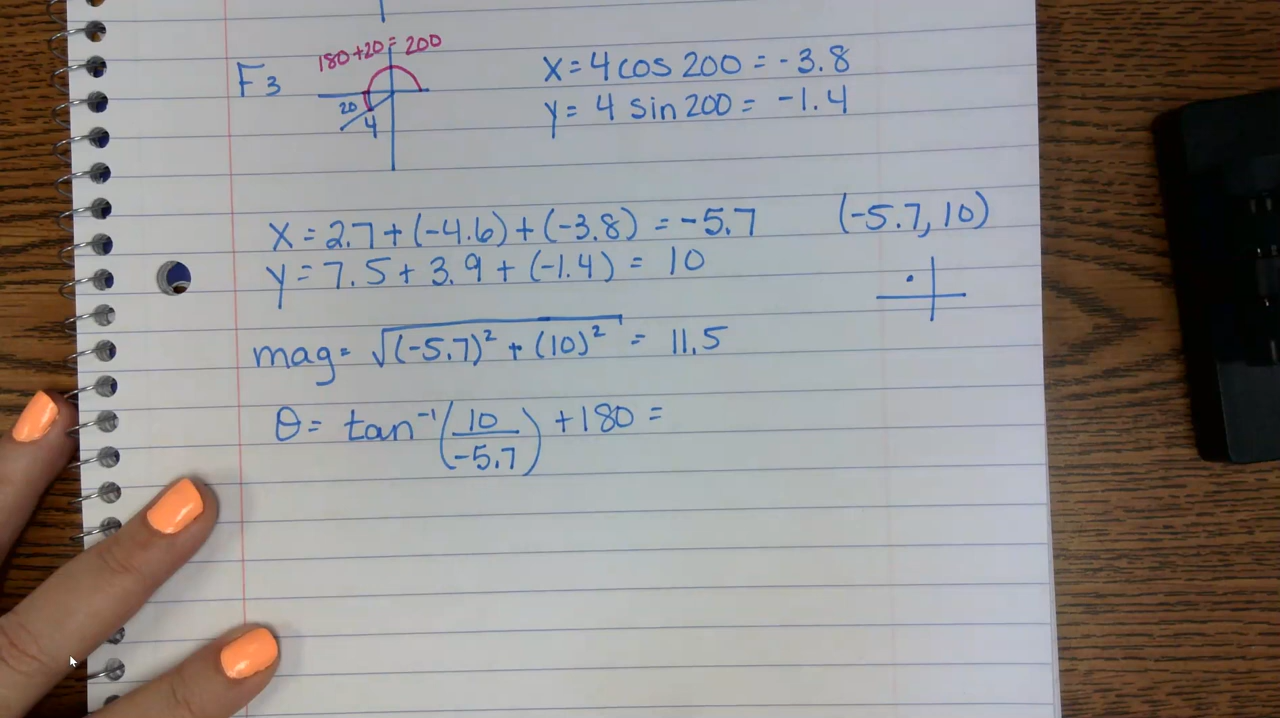 180+20 = 200
F3
20
4
x = 4 cos 200 = -3.8
y = 4 sin 200 = -1.4
x = 2.7 + (-4.6) + (-3.8) = -5.7
(-5.7, 10)
y = 7.5 + 3.9 + (-1.4) = 10
mag = √(-5.7)² + (10)² = 11.5
θ = tan⁻¹(10/-5.7) + 180 =